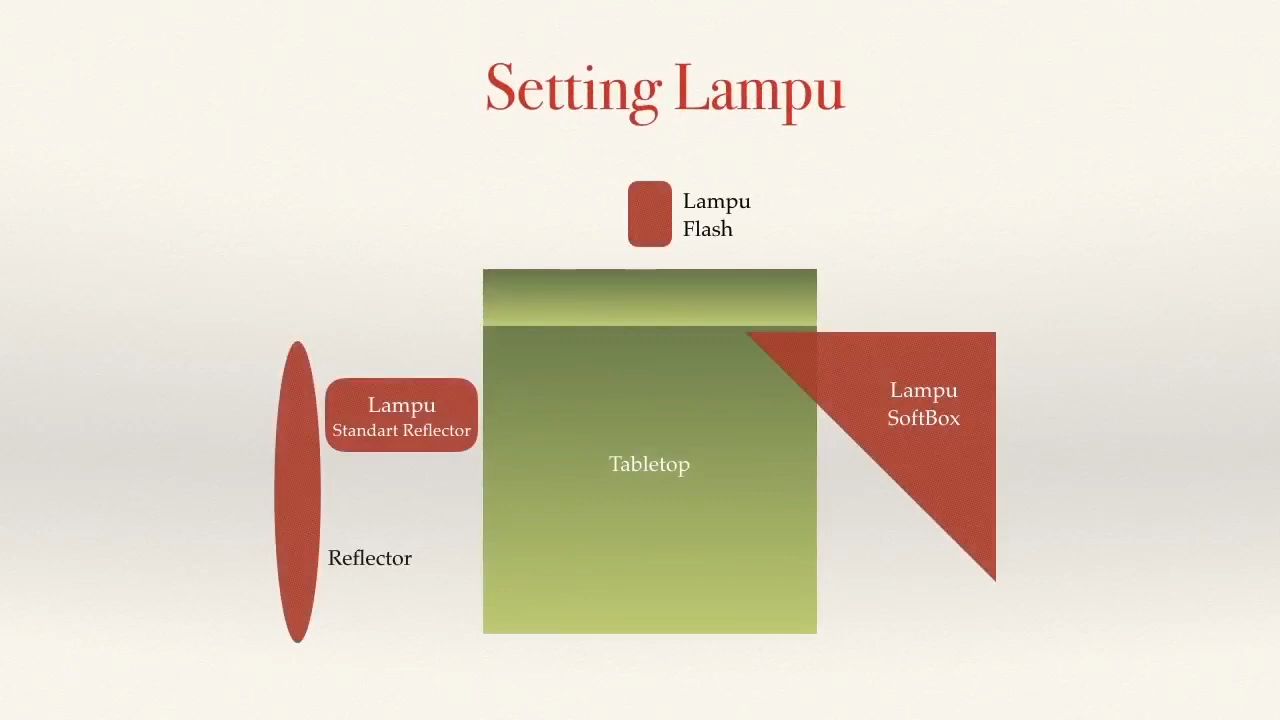 Setting Lampu
Lampu
Flash
Lampu
Standart Reflector
Lampu
SoftBox
Tabletop
Reflector